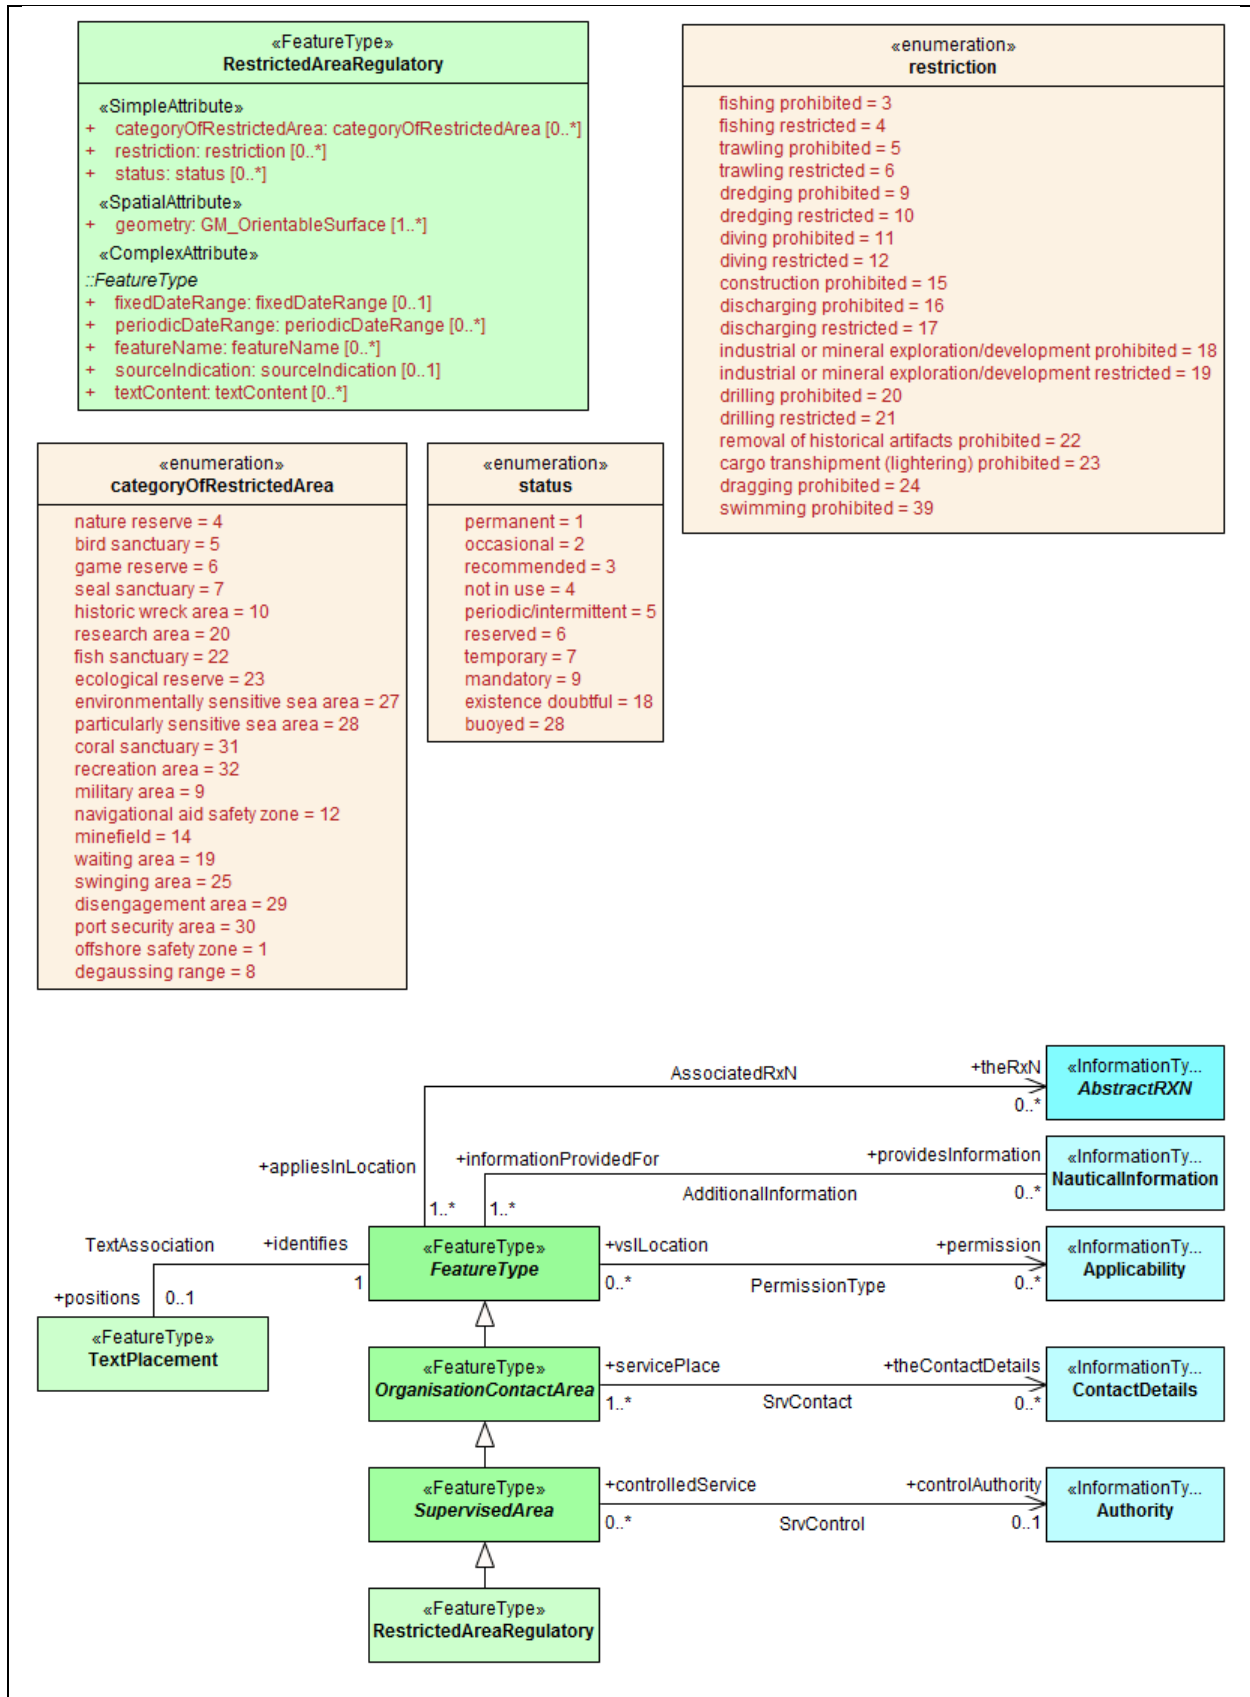 «FeatureType»
RestrictedAreaRegulatory
«SimpleAttribute»
+ categoryOfRestrictedArea: categoryOfRestrictedArea [0..*]
+ restriction: restriction [0..*]
+ status: status [0..*]
«SpatialAttribute»
+ geometry: GM_OrientableSurface [1..*]
«ComplexAttribute»
::FeatureType
+ fixedDateRange: fixedDateRange [0..1]
+ periodicDateRange: periodicDateRange [0..*]
+ featureName: featureName [0..*]
+ sourceIndication: sourceIndication [0..1]
+ textContent: textContent [0..*]
«enumeration»
restriction
fishing prohibited = 3
fishing restricted = 4
trawling prohibited = 5
trawling restricted = 6
dredging prohibited = 9
dredging restricted = 10
diving prohibited = 11
diving restricted = 12
construction prohibited = 15
discharging prohibited = 16
discharging restricted = 17
industrial or mineral exploration/development prohibited = 18
industrial or mineral exploration/development restricted = 19
drilling prohibited = 20
drilling restricted = 21
removal of historical artifacts prohibited = 22
cargo transhipment (lightering) prohibited = 23
dragging prohibited = 24
swimming prohibited = 39
«enumeration»
categoryOfRestrictedArea
nature reserve = 4
bird sanctuary = 5
game reserve = 6
seal sanctuary = 7
historic wreck area = 10
research area = 20
fish sanctuary = 22
ecological reserve = 23
environmentally sensitive sea area = 27
particularly sensitive sea area = 28
coral sanctuary = 31
recreation area = 32
military area = 9
navigational aid safety zone = 12
minefield = 14
waiting area = 19
swinging area = 25
disengagement area = 29
port security area = 30
offshore safety zone = 1
degaussing range = 8
«enumeration»
status
permanent = 1
occasional = 2
recommended = 3
not in use = 4
periodic/intermittent = 5
reserved = 6
temporary = 7
mandatory = 9
existence doubtful = 18
buoyed = 28
AssociatedRxN
+theRxN
0..*
«InformationTy...
AbstractRXN
+appliesInLocation
1..*
+informationProvidedFor
1..*
AdditionalInformation
+providesInformation
0..*
«InformationTy...
NauticalInformation
TextAssociation
+identifies
1
+positions
0..1
«FeatureType»
TextPlacement
«FeatureType»
FeatureType
+vslLocation
0..*
PermissionType
+permission
0..*
«InformationTy...
Applicability
«FeatureType»
OrganisationContactArea
+servicePlace
1..*
SrvContact
+theContactDetails
0..*
«InformationTy...
ContactDetails
«FeatureType»
SupervisedArea
+controlledService
0..*
SrvControl
+controlAuthority
0..1
«InformationTy...
Authority
«FeatureType»
RestrictedAreaRegulatory